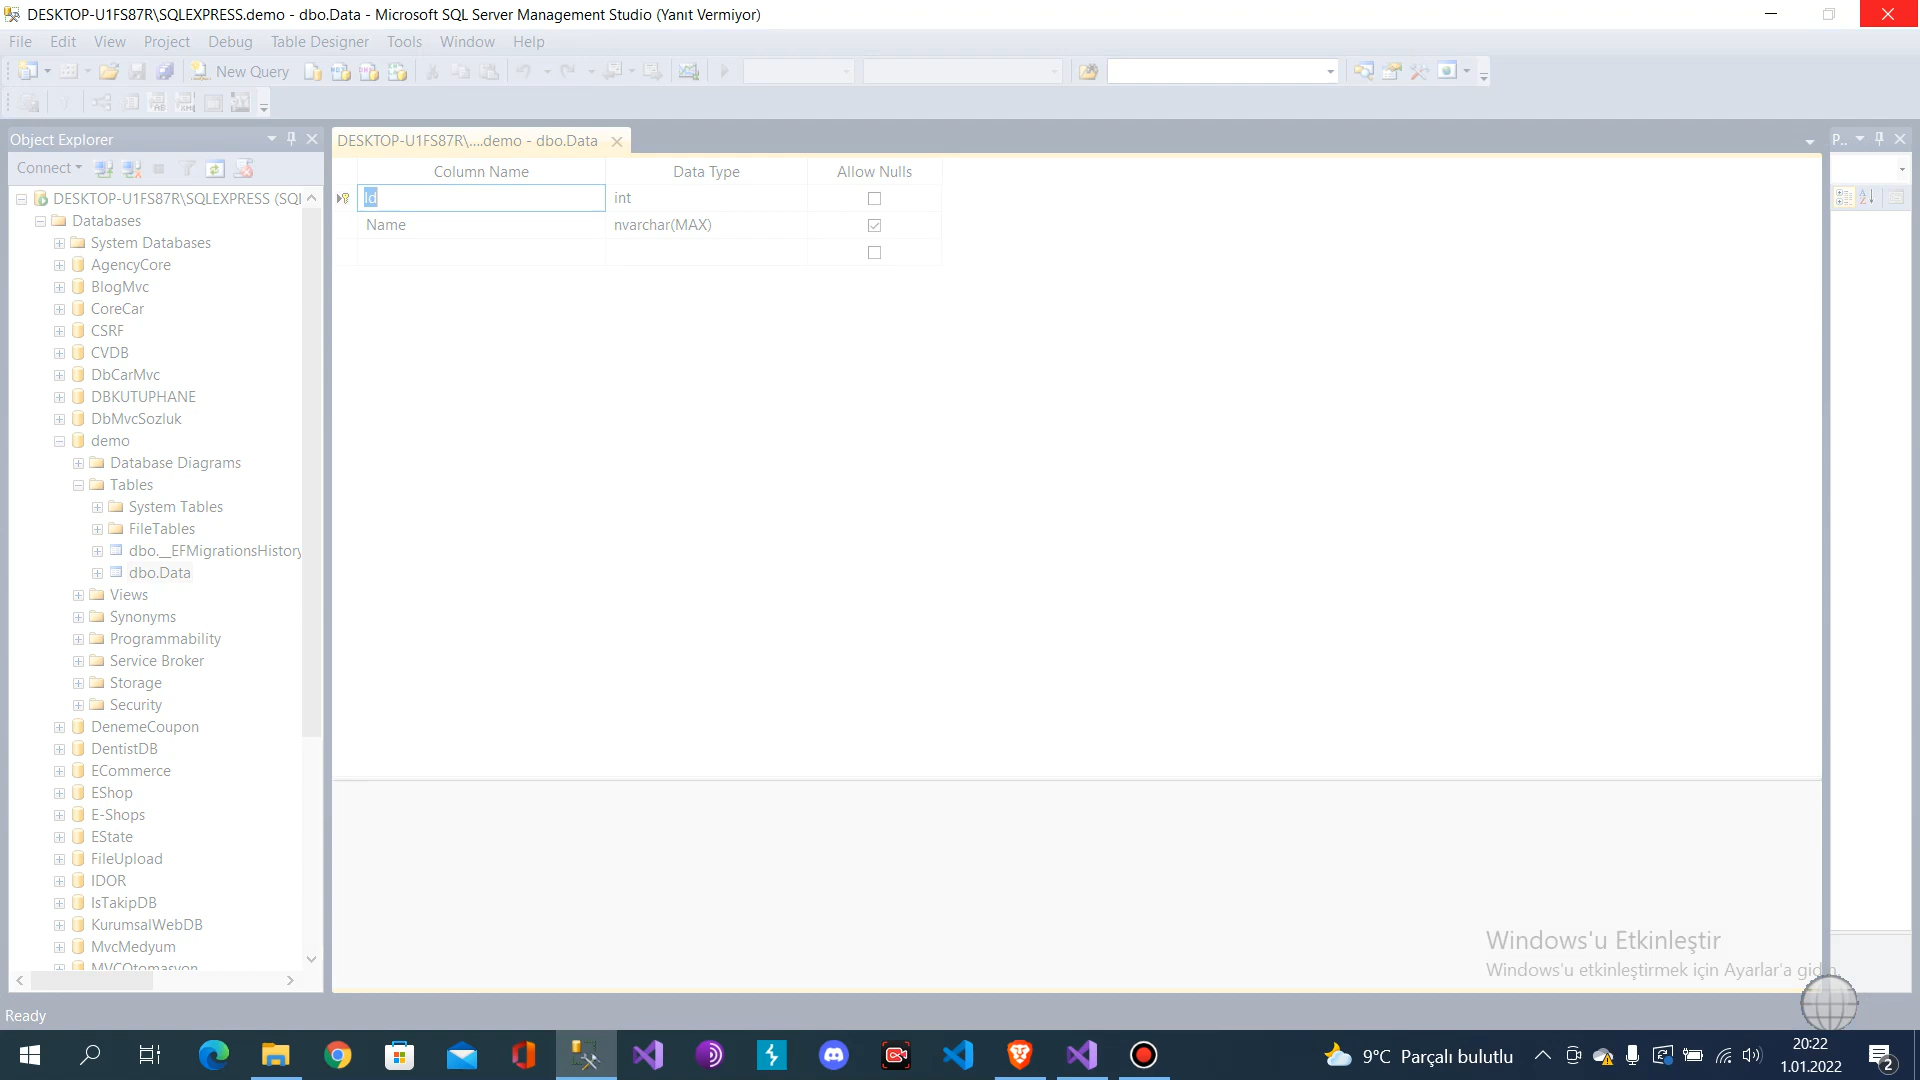 DESKTOP-U1FS87R\SQLEXPRESS.demo - dbo.Data - Microsoft SQL Server Management Studio (Yanıt Vermiyor)
File Edit View Project Debug Table Designer Tools Window Help
New Query
Object Explorer
DESKTOP-U1FS87R\....demo - dbo.Data
P..
Connect
Column Name Data Type Allow Nulls
Id int
Name nvarchar(MAX)
DESKTOP-U1FS87R\SQLEXPRESS (SQL
Databases
System Databases
AgencyCore
BlogMvc
CoreCar
CSRF
CVDB
DbCarMvc
DBKUTUPHANE
DbMvcSozluk
demo
Database Diagrams
Tables
System Tables
FileTables
dbo.__EFMigrationsHistory
dbo.Data
Views
Synonyms
Programmability
Service Broker
Storage
Security
DenemeCoupon
DentistDB
ECommerce
EShop
E-Shops
EState
FileUpload
IDOR
IsTakipDB
KurumsalWebDB
MvcMedyum
MVCOtomasyon
Windows'u Etkinleştir
Windows'u etkinleştirmek için Ayarlar'a gidin.
Ready
9°C Parçalı bulutlu
20:22
1.01.2022
2